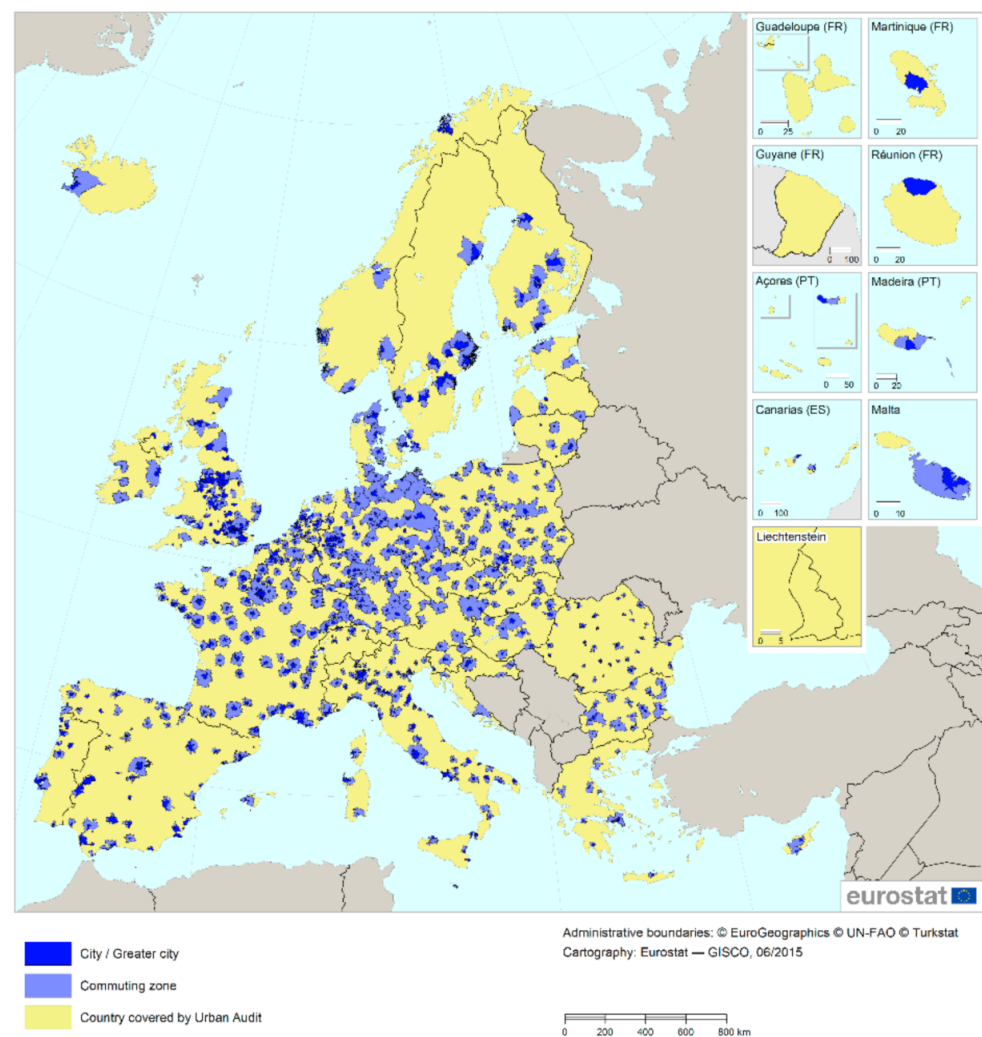 Guadeloupe (FR)
0 25
Martinique (FR)
0 20
Guyane (FR)
0 100
Réunion (FR)
0 20
Açores (PT)
0 50
Madeira (PT)
0 20
Canarias (ES)
0 100
Malta
0 10
Liechtenstein
0 5
eurostat
City / Greater city
Commuting zone
Country covered by Urban Audit
Administrative boundaries: © EuroGeographics © UN-FAO © Turkstat
Cartography: Eurostat — GISCO, 06/2015
0 200 400 600 800 km